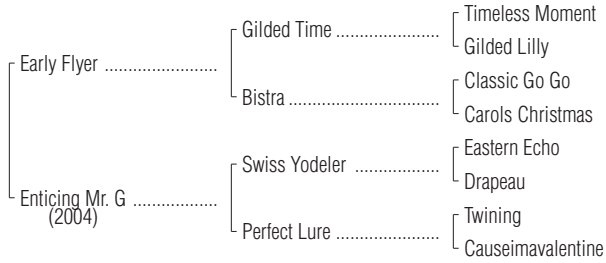 Timeless Moment
Gilded Time ......................
Gilded Lilly
Early Flyer ......................
Classic Go Go
Bistra ................................
Carols Christmas
Eastern Echo
Swiss Yodeler ..................
Drapeau
Enticing Mr. G .................
(2004)
Twining
Perfect Lure ......................
Causeimavalentine